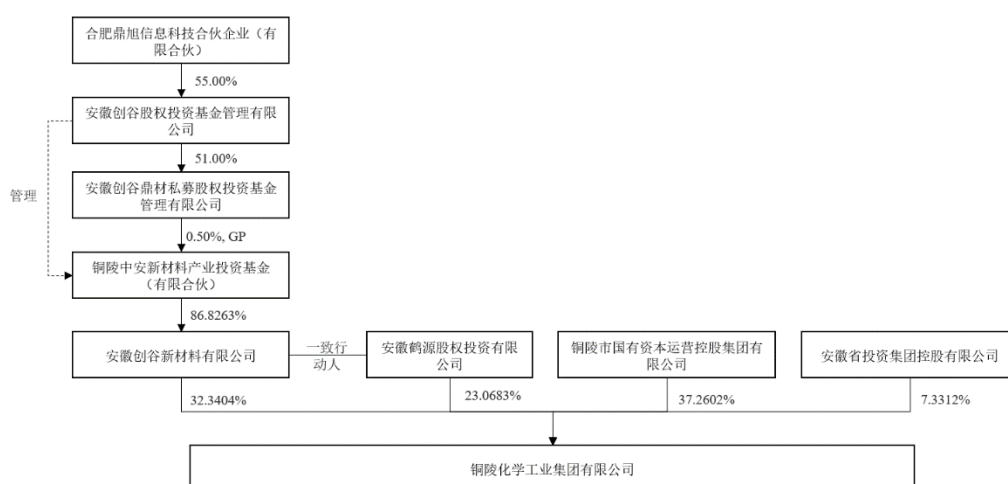 合肥鼎旭信息科技合伙企业（有
限合伙）
55.00%
安徽创谷股权投资基金管理有限
公司
51.00%
管理
安徽创谷鼎材私募股权投资基金
管理有限公司
0.50%, GP
铜陵中安新材料产业投资基金
（有限合伙）
86.8263%
安徽创谷新材料有限公司
一致行
动人
安徽鹤源股权投资有限
公司
铜陵市国有资本运营控股集团有
限公司
安徽省投资集团控股有限公司
32.3404%
23.0683%
37.2602%
7.3312%
铜陵化学工业集团有限公司